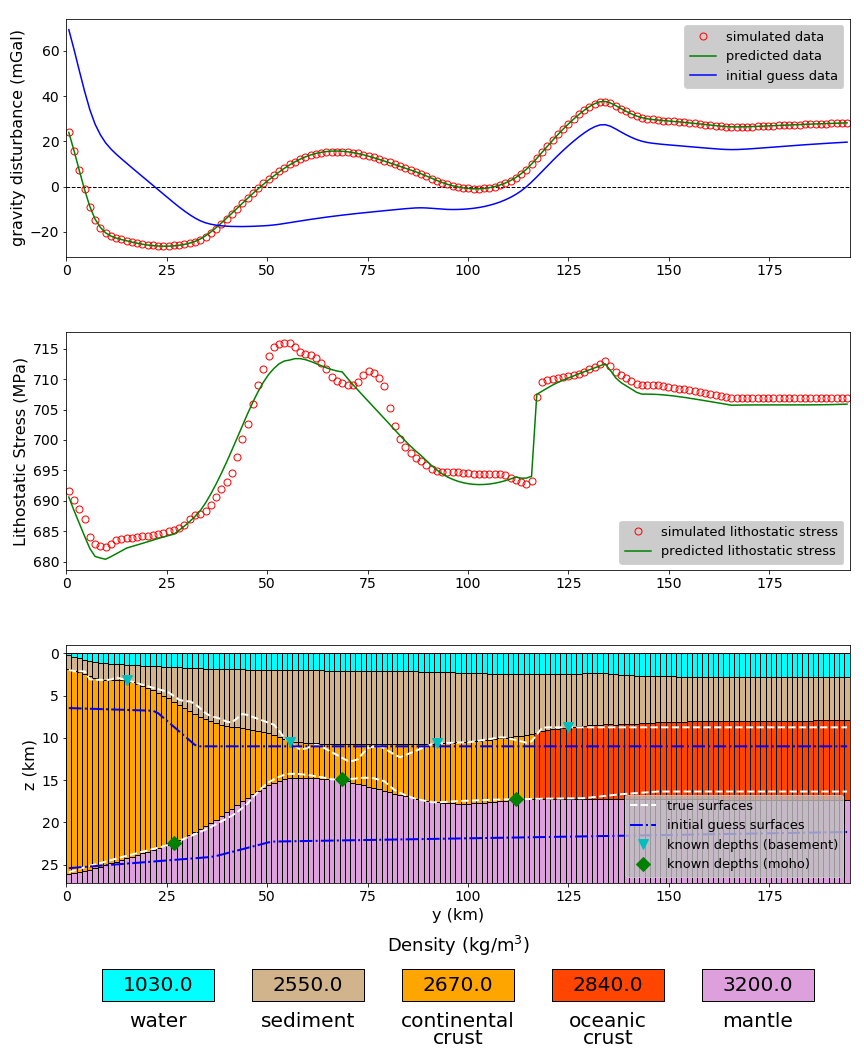 gravity disturbance (mGal)
60
40
20
0
−20
simulated data
predicted data
initial guess data
0 25 50 75 100 125 150 175
Lithostatic Stress (MPa)
715
710
705
700
695
690
685
680
simulated lithostatic stress
predicted lithostatic stress
0 25 50 75 100 125 150 175
z (km)
0
5
10
15
20
25
true surfaces
initial guess surfaces
known depths (basement)
known depths (moho)
0 25 50 75 100 125 150 175
y (km)
Density (kg/m³)
1030.0 2550.0 2670.0 2840.0 3200.0
water sediment continental oceanic mantle
crust crust